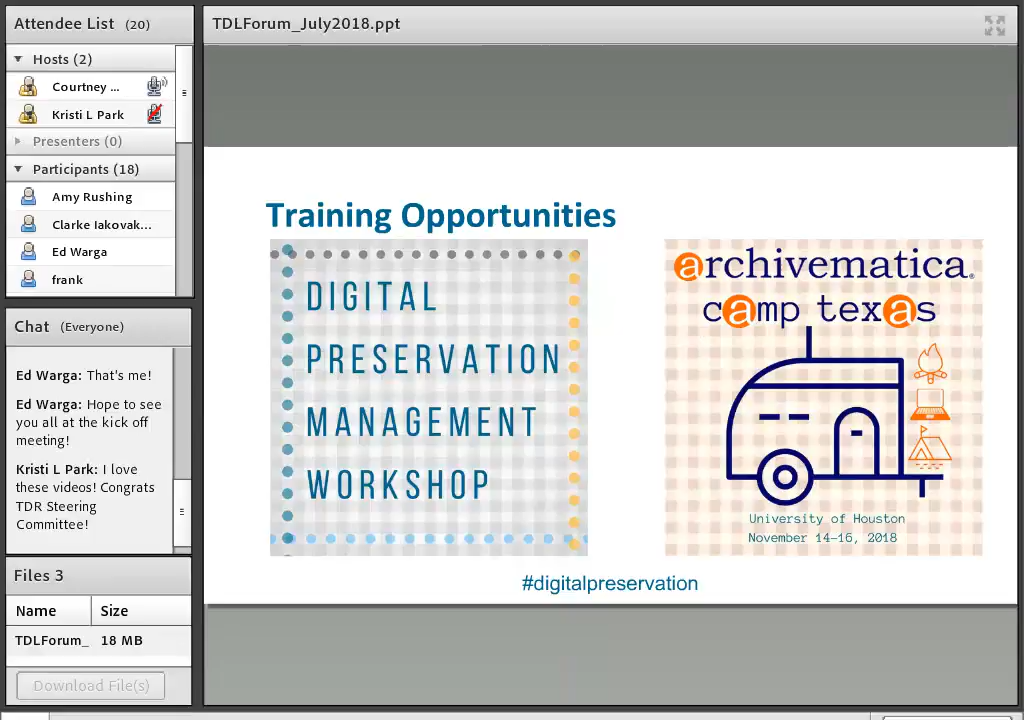 Attendee List (20)
Hosts (2)
Courtney ...
Kristi L Park
Presenters (0)
Participants (18)
Amy Rushing
Clarke Iakovak...
Ed Warga
frank
Chat (Everyone)
Ed Warga: That's me!
Ed Warga: Hope to see
you all at the kick off
meeting!
Kristi L Park: I love
these videos! Congrats
TDR Steering
Committee!
Files 3
Name Size
TDLForum_ 18 MB
Download File(s)
TDLForum_July2018.ppt
Training Opportunities
DIGITAL
PRESERVATION
MANAGEMENT
WORKSHOP
archivematica®
camp texas
University of Houston
November 14-16, 2018
#digitalpreservation